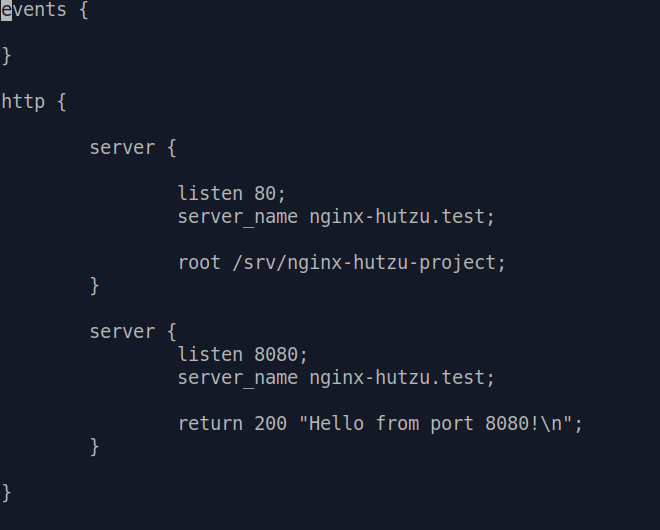 events {
}
http {
server {
listen 80;
server_name nginx-hutzu.test;
root /srv/nginx-hutzu-project;
}
server {
listen 8080;
server_name nginx-hutzu.test;
return 200 "Hello from port 8080!\n";
}
}